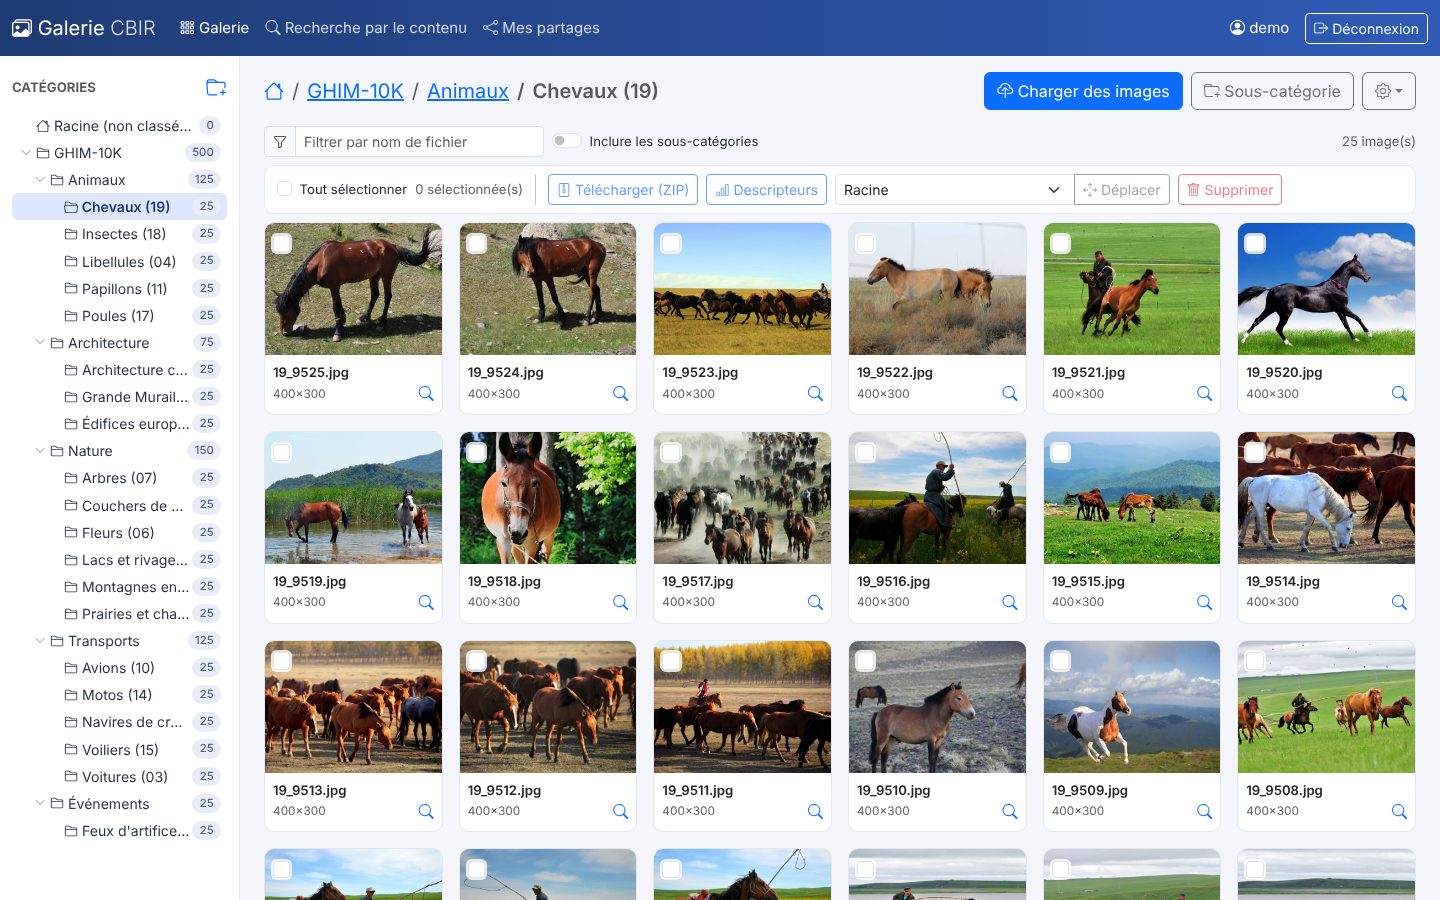 Galerie CBIR
Galerie
Recherche par le contenu
Mes partages
demo
Déconnexion
CATÉGORIES
Racine (non classé... 0
GHIM-10K 500
Animaux 125
Chevaux (19) 25
Insectes (18) 25
Libellules (04) 25
Papillons (11) 25
Poules (17) 25
Architecture 75
Architecture c... 25
Grande Murail... 25
Édifices europ... 25
Nature 150
Arbres (07) 25
Couchers de ... 25
Fleurs (06) 25
Lacs et rivage... 25
Montagnes en... 25
Prairies et cha... 25
Transports 125
Avions (10) 25
Motos (14) 25
Navires de cr... 25
Voiliers (15) 25
Voitures (03) 25
Événements 25
Feux d'artifice... 25
/ GHIM-10K / Animaux / Chevaux (19)
Charger des images
Sous-catégorie
Filtrer par nom de fichier
Inclure les sous-catégories
25 image(s)
Tout sélectionner
0 sélectionnée(s)
Télécharger (ZIP)
Descripteurs
Racine
Déplacer
Supprimer
19_9525.jpg
400×300
19_9524.jpg
400×300
19_9523.jpg
400×300
19_9522.jpg
400×300
19_9521.jpg
400×300
19_9520.jpg
400×300
19_9519.jpg
400×300
19_9518.jpg
400×300
19_9517.jpg
400×300
19_9516.jpg
400×300
19_9515.jpg
400×300
19_9514.jpg
400×300
19_9513.jpg
400×300
19_9512.jpg
400×300
19_9511.jpg
400×300
19_9510.jpg
400×300
19_9509.jpg
400×300
19_9508.jpg
400×300